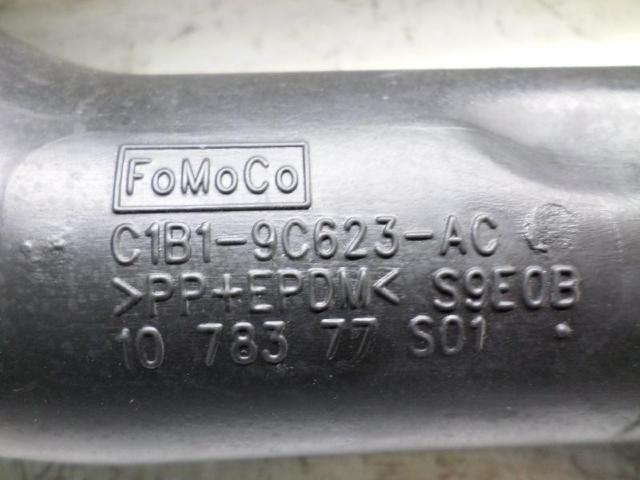 FoMoCo
C1B1-9C623-AC
>PP+EPDM< S9E0B
10 783 77 S01